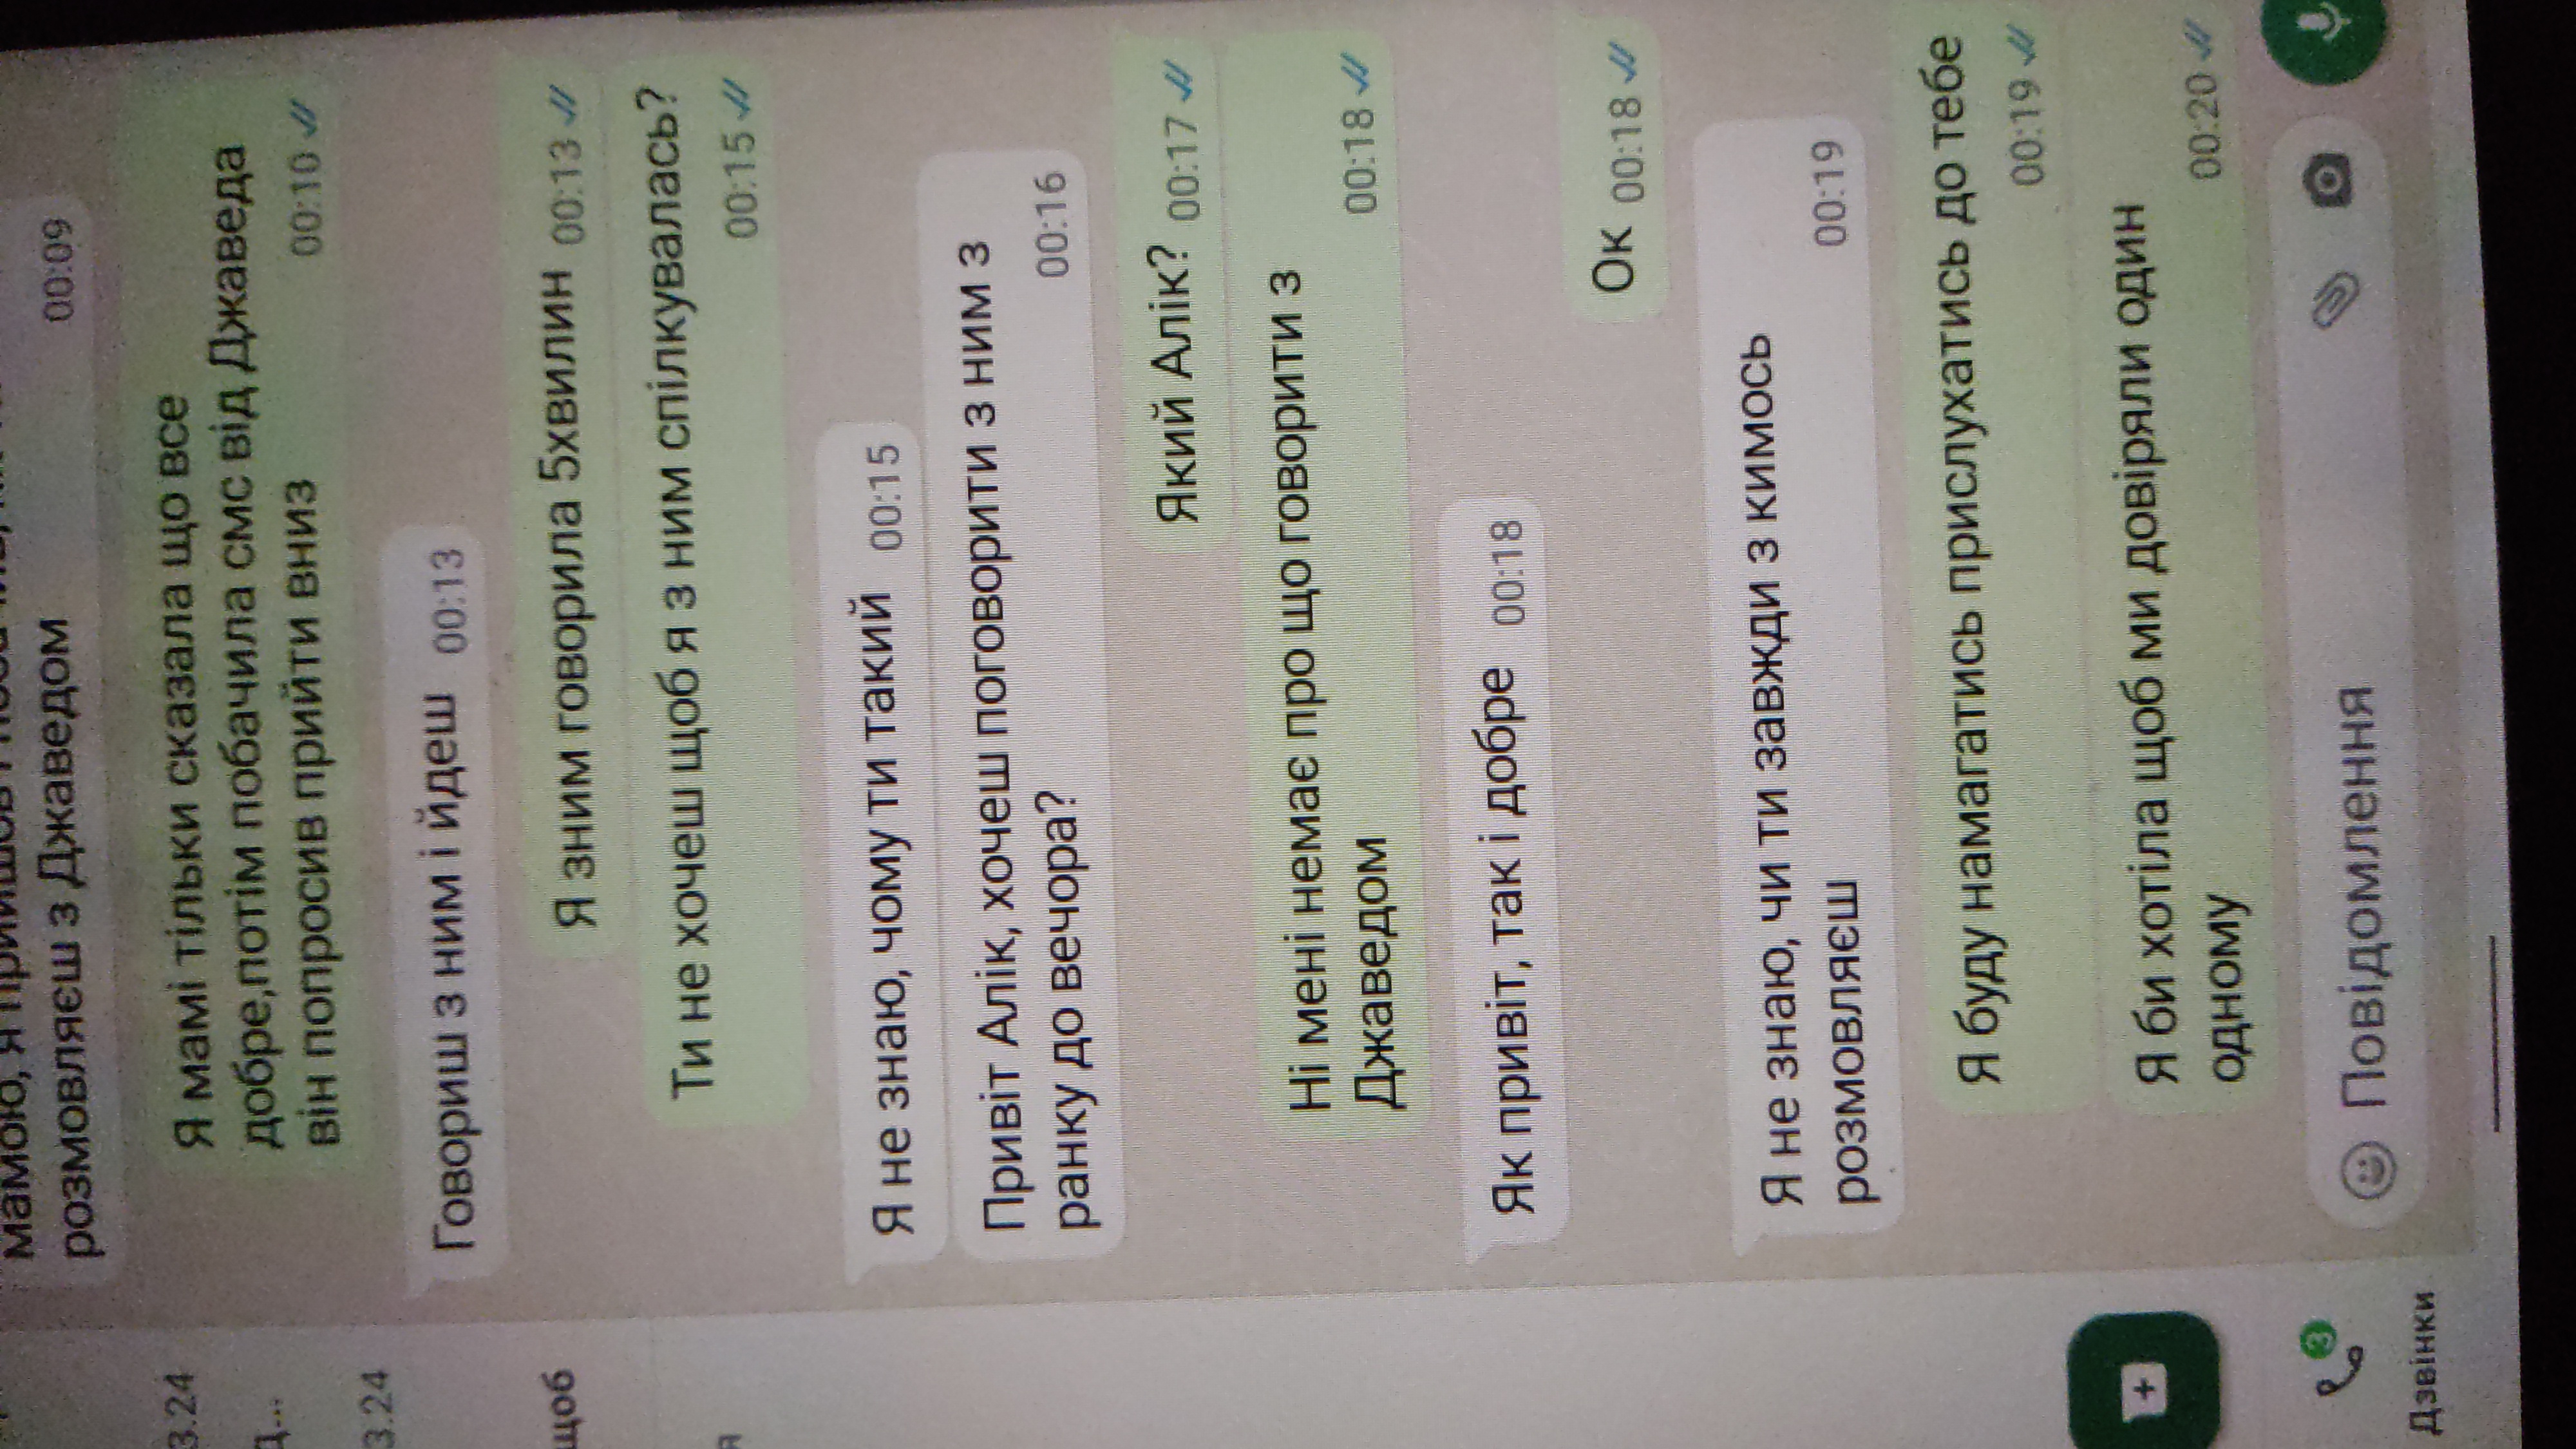 мамою, я прийшов і
розмовляєш з Джаведом 00:09
3.24
Я мамі тільки сказала що все
добре,потім побачила смс від Джаведа
він попросив прийти вниз 00:10
д...
3.24
Говориш з ним і йдеш 00:13
щоб
Я зним говорила 5хвилин 00:13
Ти не хочеш щоб я з ним спілкувалась?
00:15
я
Я не знаю, чому ти такий 00:15
Привіт Алік, хочеш поговорити з ним з
ранку до вечора? 00:16
Який Алік? 00:17
Ні мені немає про що говорити з
Джаведом 00:18
Як привіт, так і добре 00:18
Ок 00:18
Я не знаю, чи ти завжди з кимось
розмовляєш 00:19
Я буду намагатись прислухатись до тебе
00:19
Я би хотіла щоб ми довіряли один
одному 00:20
3
Повідомлення
Дзвінки